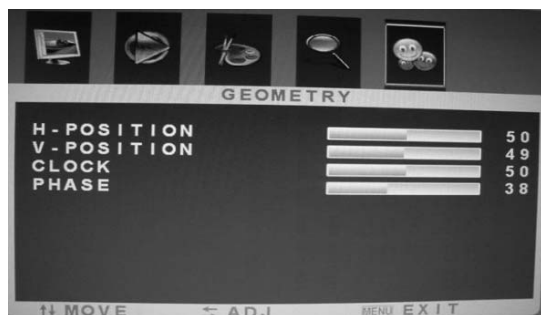 GEOMETRY
H-POSITION 50
V-POSITION 49
CLOCK 50
PHASE 38
↑↓ MOVE ADJ MENU EXIT